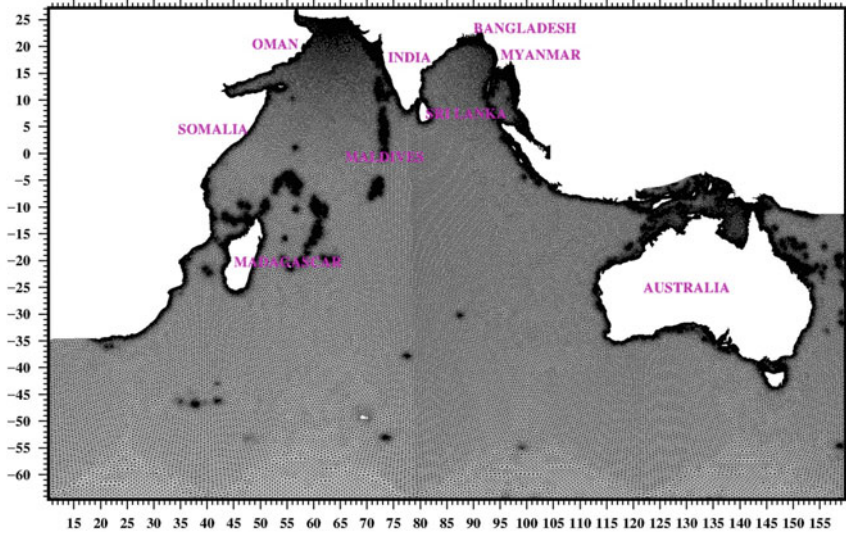 25
BANGLADESH
20
OMAN
INDIA
MYANMAR
15
10
SRI LANKA
5
SOMALIA
0
MALDIVES
-5
-10
-15
MADAGASCAR
-20
AUSTRALIA
-25
-30
-35
-40
-45
-50
-55
-60
15 20 25 30 35 40 45 50 55 60 65 70 75 80 85 90 95 100 105 110 115 120 125 130 135 140 145 150 155